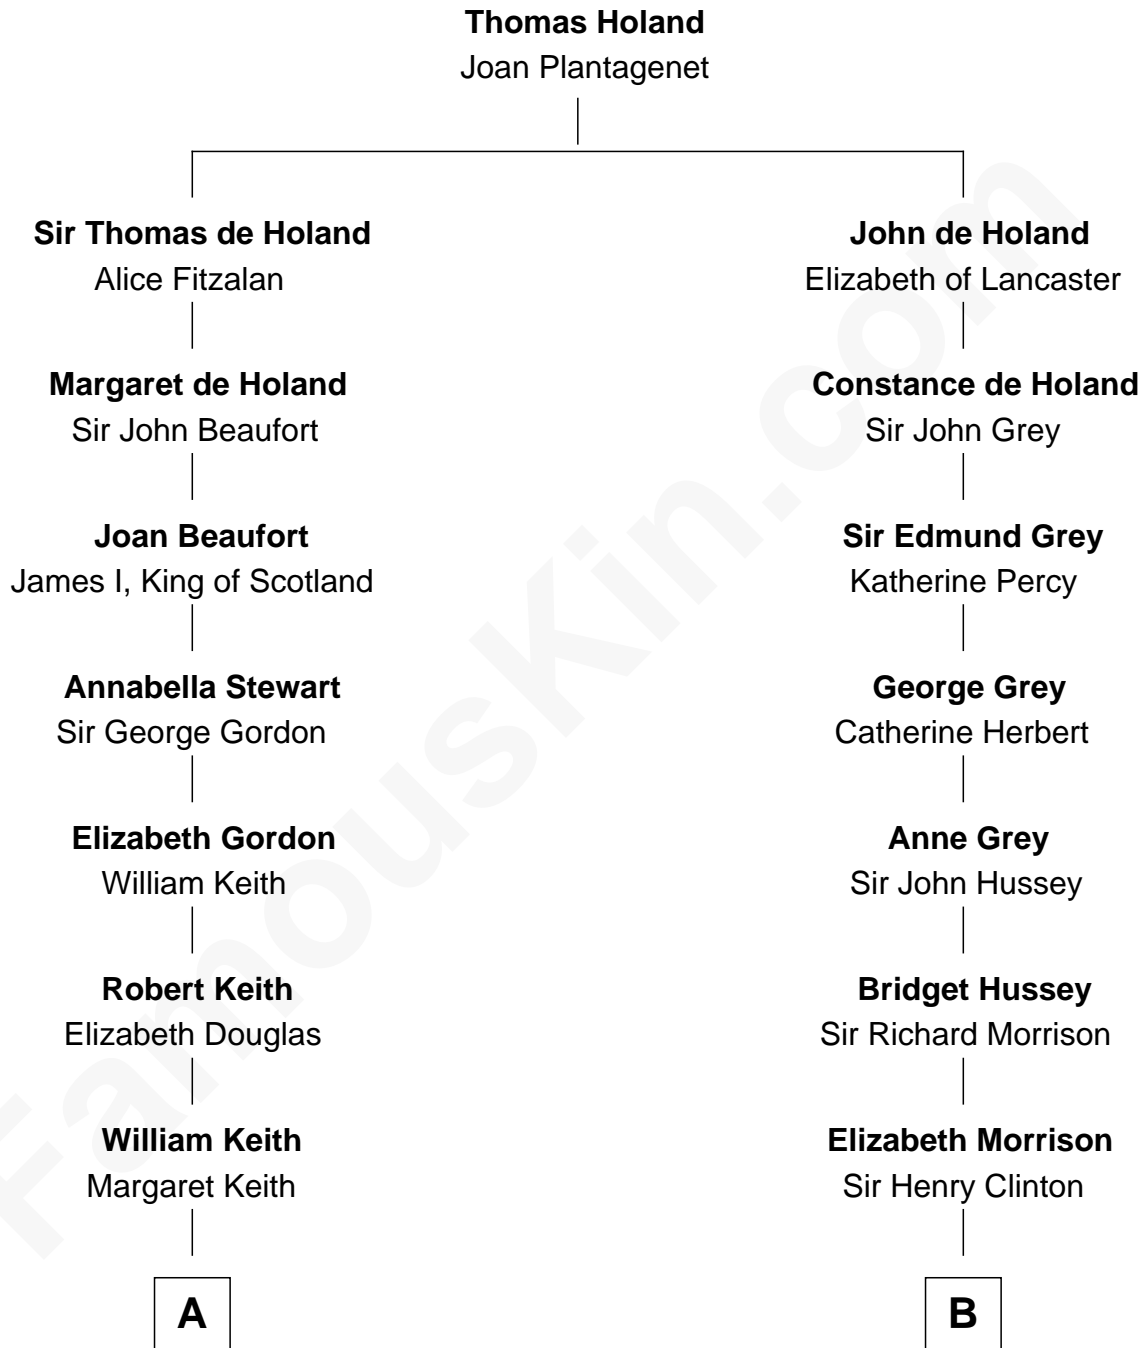 Thomas Holand
Joan Plantagenet
Sir Thomas de Holand
Alice Fitzalan
John de Holand
Elizabeth of Lancaster
Margaret de Holand
Sir John Beaufort
Constance de Holand
Sir John Grey
Joan Beaufort
James I, King of Scotland
Sir Edmund Grey
Katherine Percy
Annabella Stewart
Sir George Gordon
George Grey
Catherine Herbert
Elizabeth Gordon
William Keith
Anne Grey
Sir John Hussey
Robert Keith
Elizabeth Douglas
Bridget Hussey
Sir Richard Morrison
William Keith
Margaret Keith
Elizabeth Morrison
Sir Henry Clinton
A
B
FamousKin.com